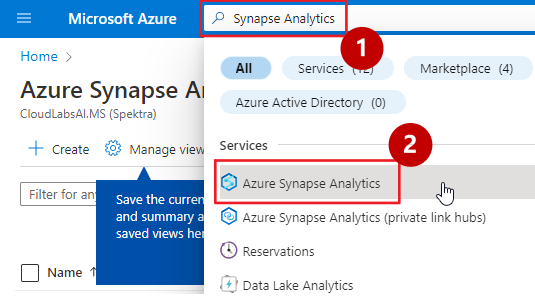 Microsoft Azure
Synapse Analytics
1
Home
All
Services (12)
Marketplace (4)
Azure Synapse A
Azure Active Directory (0)
CloudLabsAI.MS (Spektra)
Create
Manage view
Services
2
Filter for any
Azure Synapse Analytics
Save the curren
and summary a
saved views her
Azure Synapse Analytics (private link hubs)
Reservations
Name
Data Lake Analytics